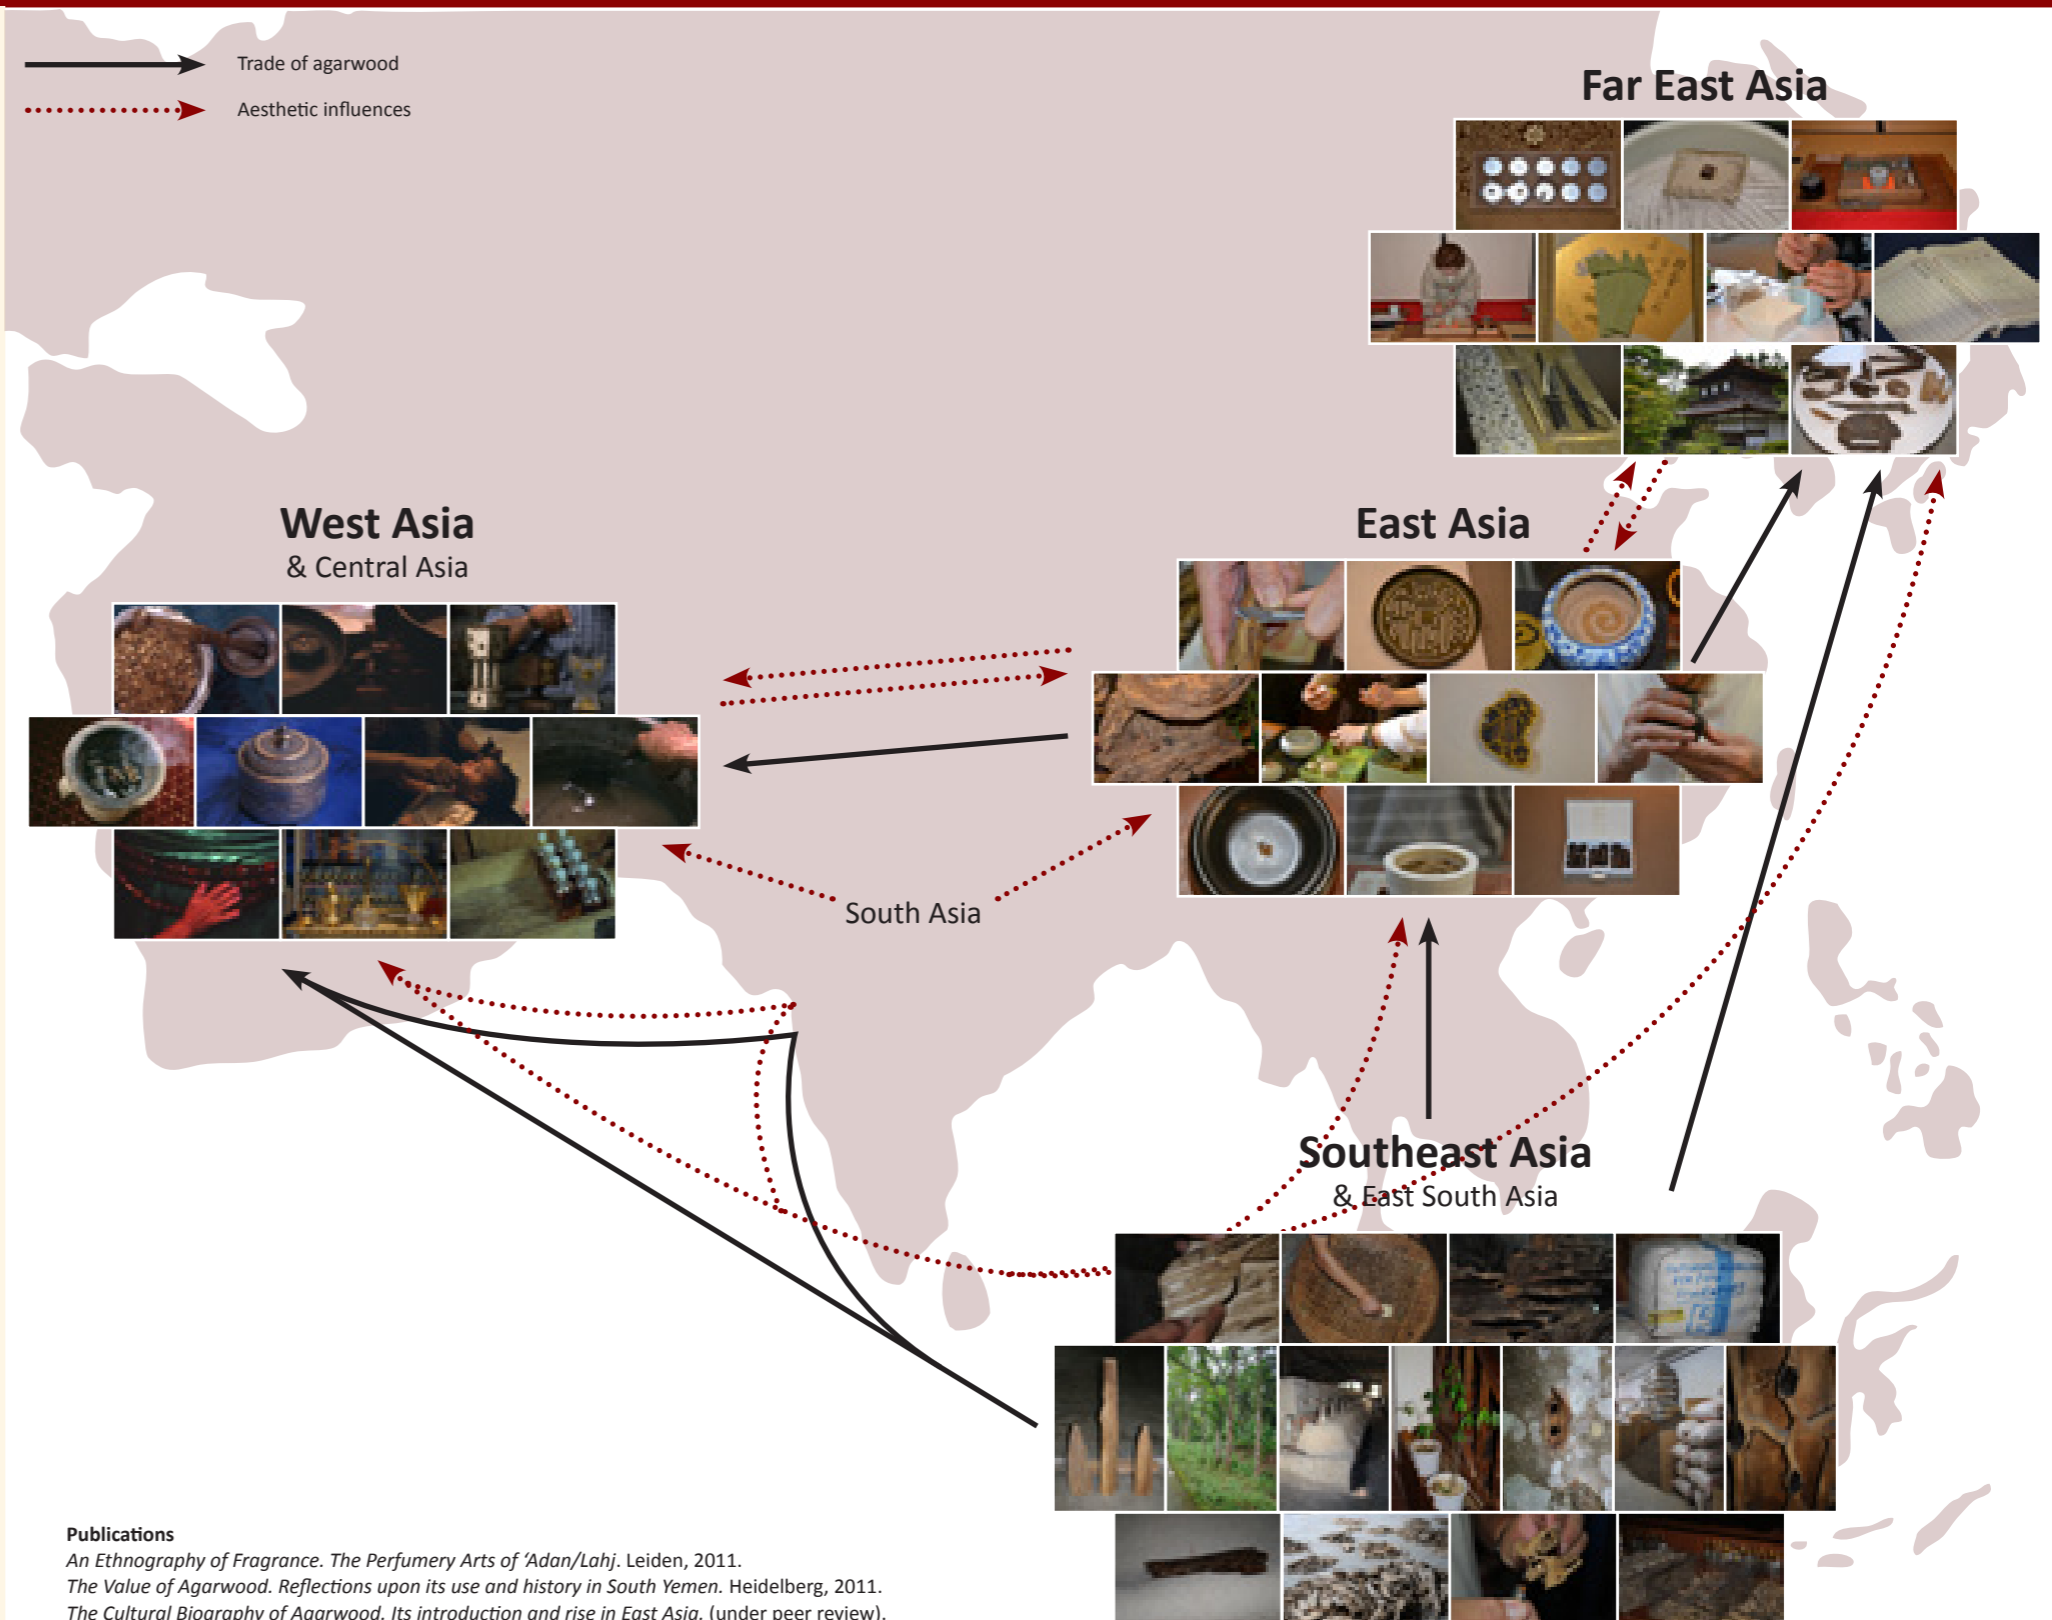 Trade of agarwood
Aesthetic influences
Far East Asia
West Asia
& Central Asia
East Asia
South Asia
Southeast Asia
& East South Asia
Publications
An Ethnography of Fragrance. The Perfumery Arts of ‘Adan/Lahj. Leiden, 2011.
The Value of Agarwood. Reflections upon its use and history in South Yemen. Heidelberg, 2011.
The Cultural Biography of Agarwood. Its introduction and rise in East Asia. (under peer review).